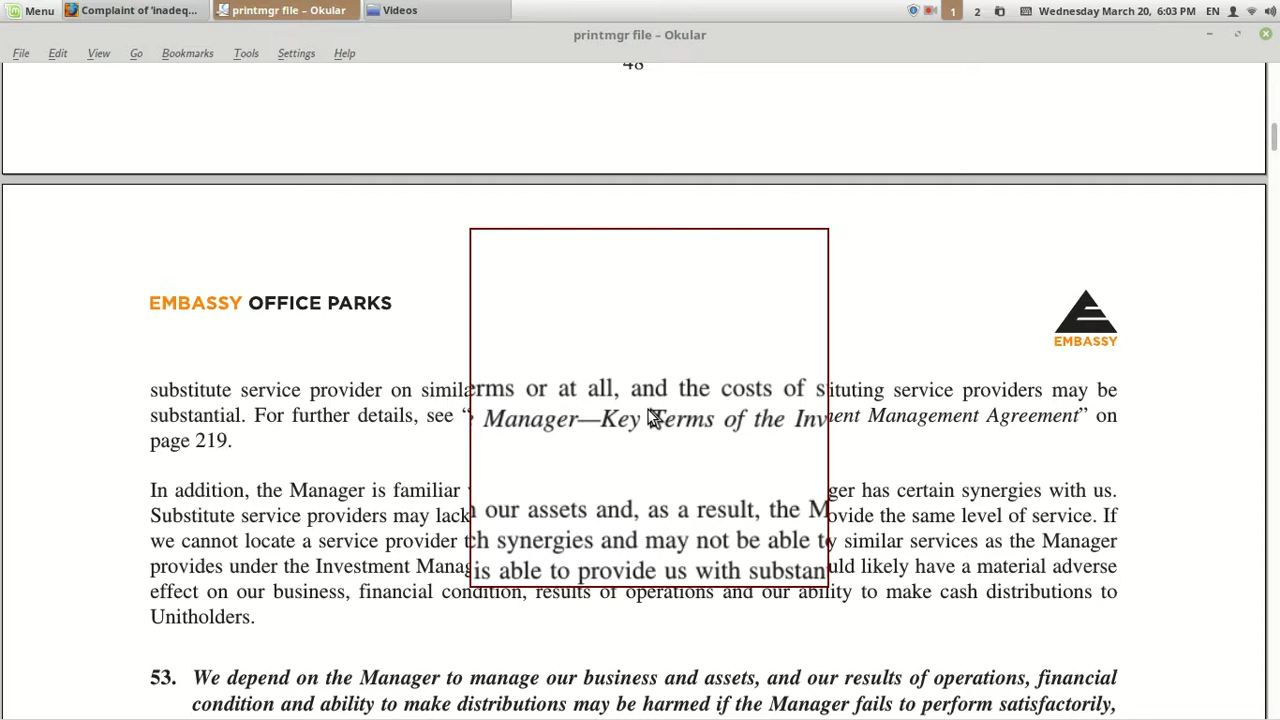 Menu Complaint of 'inadeq... printmgr file – Okular Videos 1 2 Wednesday March 20, 6:03 PM EN
printmgr file – Okular
File Edit View Go Bookmarks Tools Settings Help
48
EMBASSY OFFICE PARKS
EMBASSY
substitute service provider on simila erms or at all, and the costs of s ituting service providers may be
substantial. For further details, see “ Manager—Key Terms of the Inv ent Management Agreement” on
page 219.
In addition, the Manager is familiar ger has certain synergies with us.
our assets and, as a result, the M
Substitute service providers may lack ovide the same level of service. If
we cannot locate a service provider t ch synergies and may not be able t y similar services as the Manager
provides under the Investment Manag is able to provide us with substan uld likely have a material adverse
effect on our business, financial condition, results of operations and our ability to make cash distributions to
Unitholders.
53. We depend on the Manager to manage our business and assets, and our results of operations, financial
condition and ability to make distributions may be harmed if the Manager fails to perform satisfactorily,